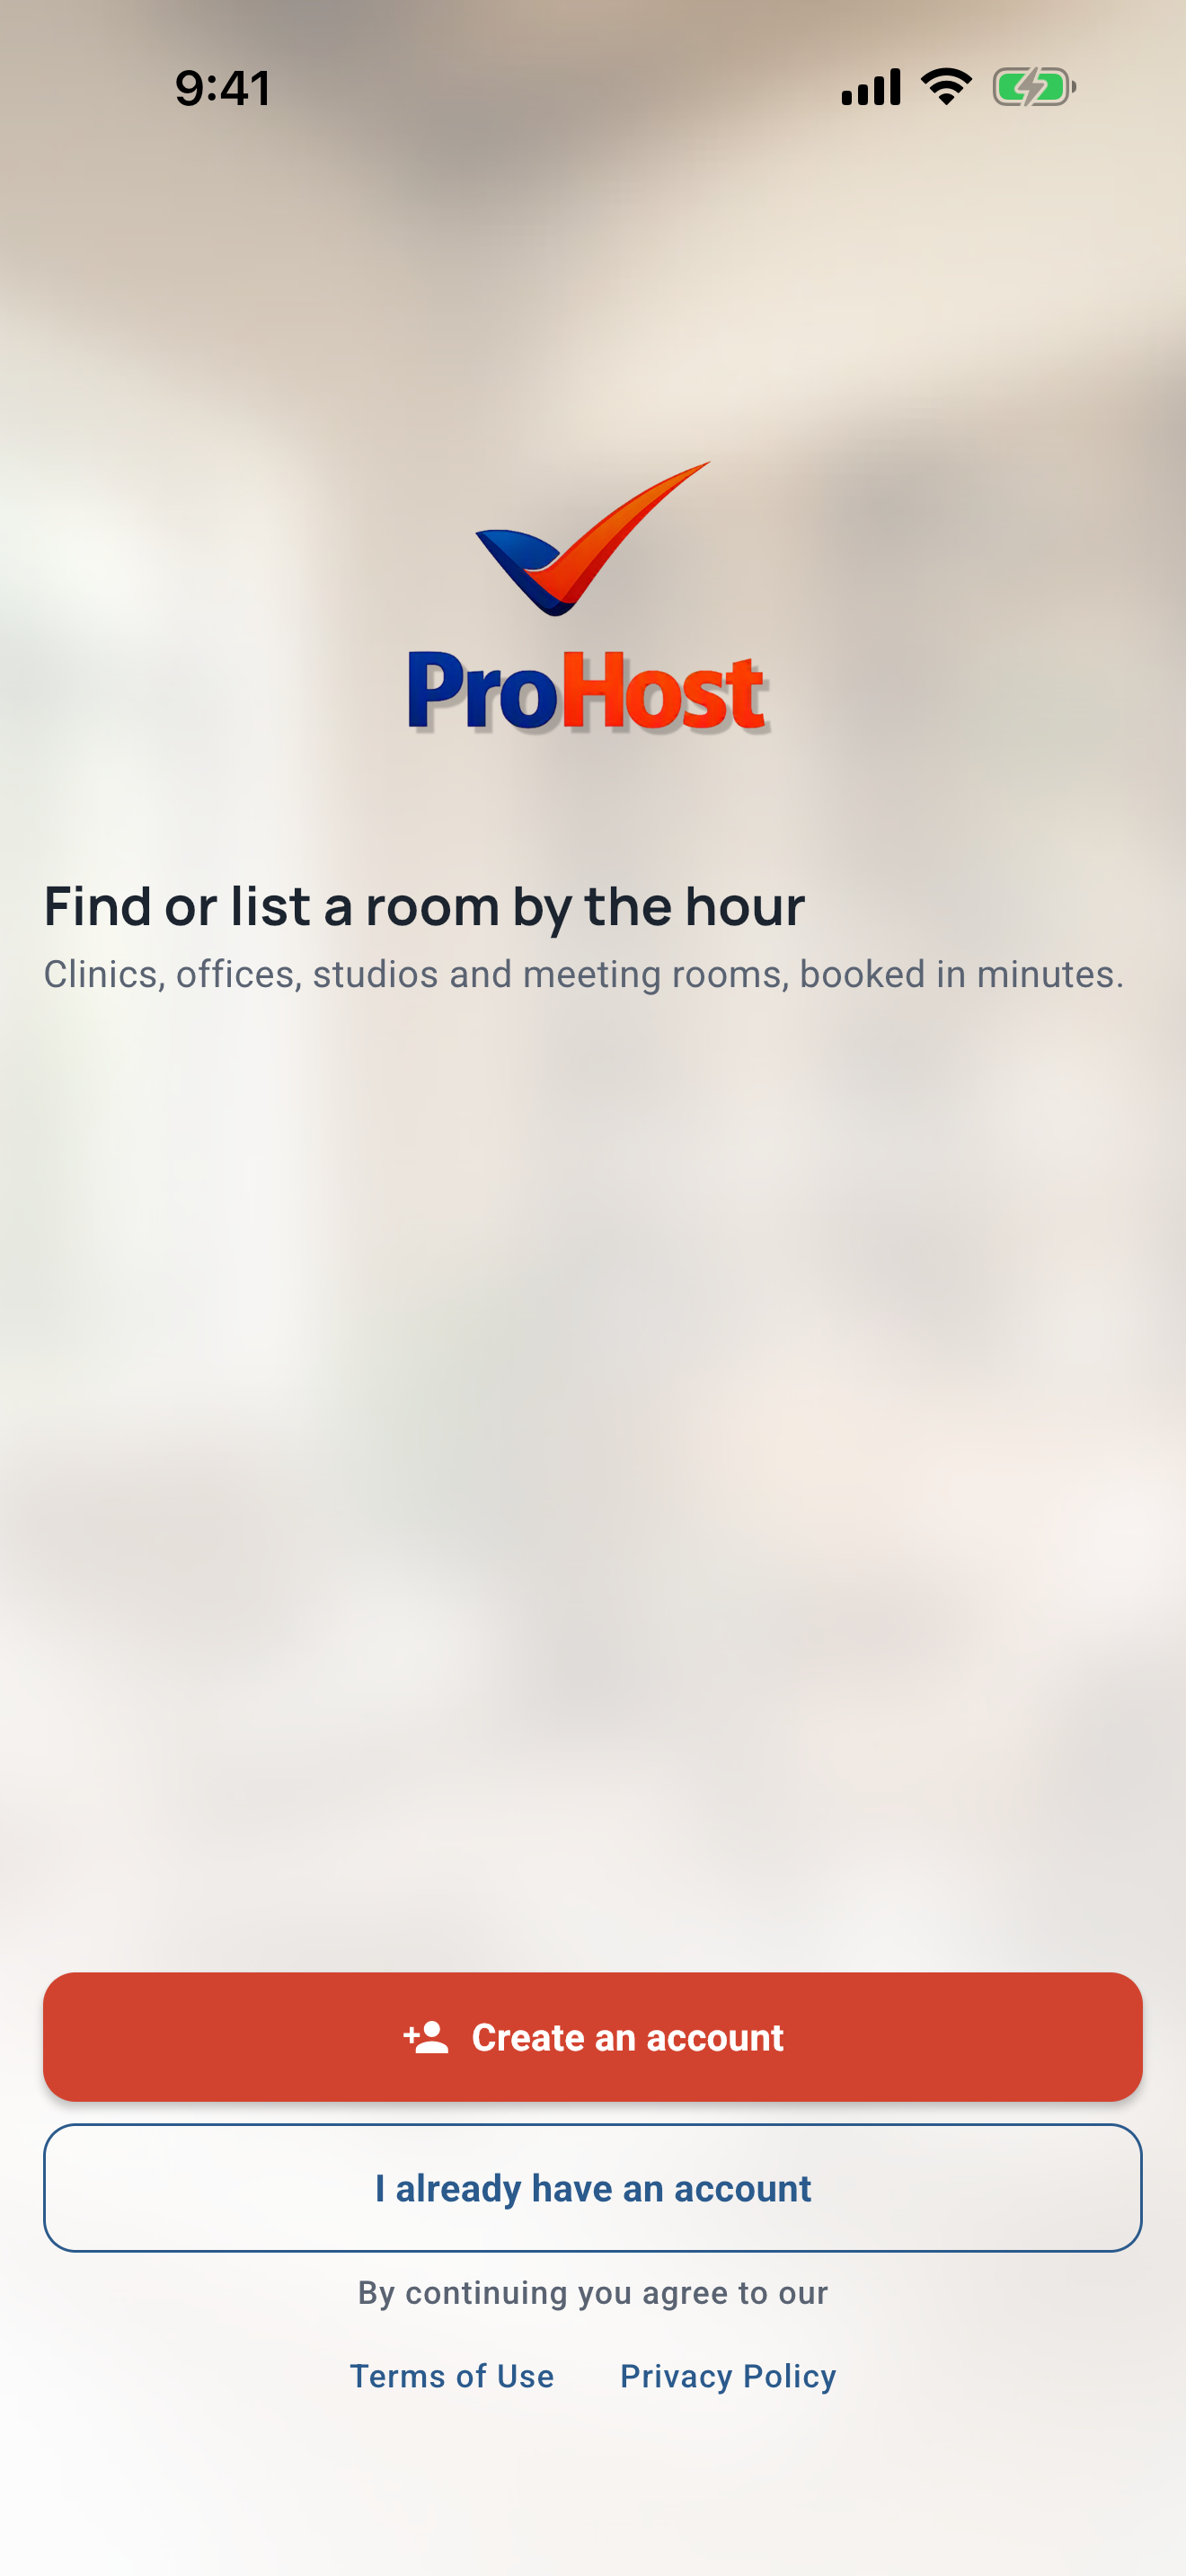 9:41
ProHost
Find or list a room by the hour
Clinics, offices, studios and meeting rooms, booked in minutes.
Create an account
I already have an account
By continuing you agree to our
Terms of Use Privacy Policy